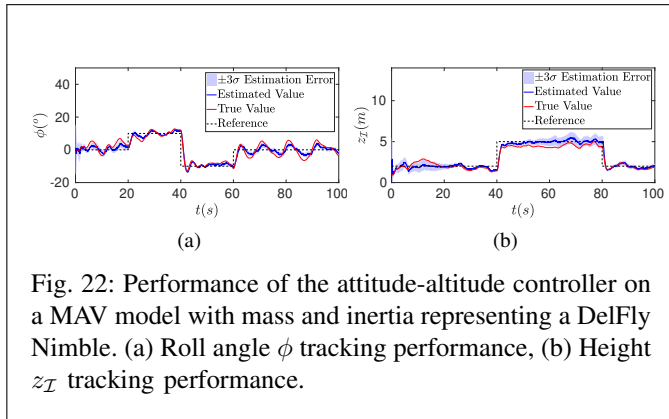 ±3σ Estimation Error
Estimated Value
True Value
Reference
ϕ(°)
40
20
0
-20
0 20 40 60 80 100
t(s)
(a)
±3σ Estimation Error
Estimated Value
True Value
Reference
z_ℐ(m)
10
5
0
0 20 40 60 80 100
t(s)
(b)
Fig. 22: Performance of the attitude-altitude controller on
a MAV model with mass and inertia representing a DelFly
Nimble. (a) Roll angle ϕ tracking performance, (b) Height
z_ℐ tracking performance.